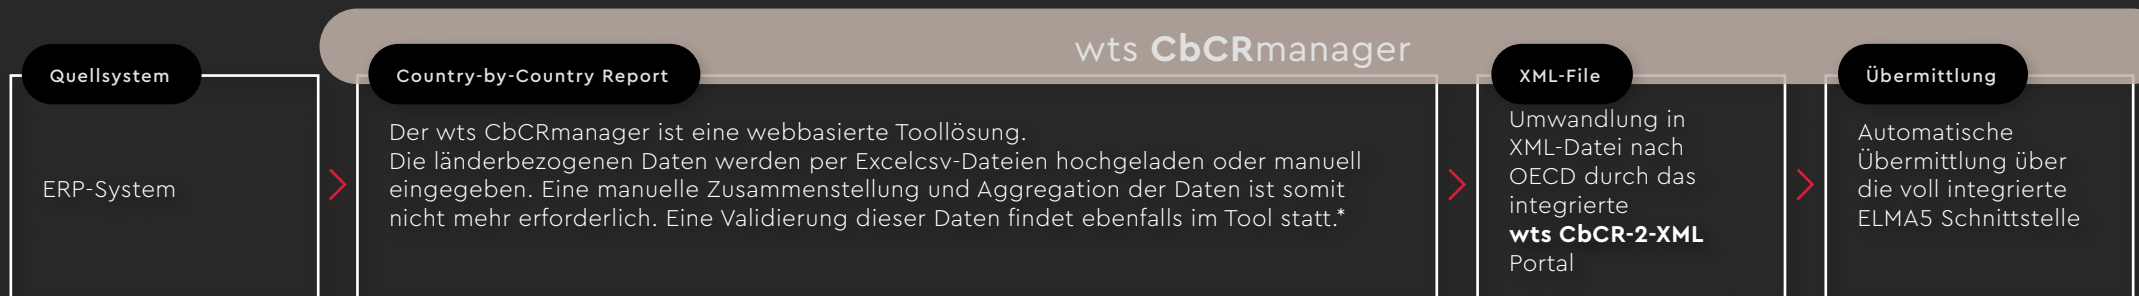 wts CbCRmanager
Quellsystem
ERP-System
Country-by-Country Report
Der wts CbCRmanager ist eine webbasierte Toollösung.
Die länderbezogenen Daten werden per Excelcsv-Dateien hochgeladen oder manuell
eingegeben. Eine manuelle Zusammenstellung und Aggregation der Daten ist somit
nicht mehr erforderlich. Eine Validierung dieser Daten findet ebenfalls im Tool statt.*
XML-File
Umwandlung in
XML-Datei nach
OECD durch das
integrierte
wts CbCR-2-XML
Portal
Übermittlung
Automatische
Übermittlung über
die voll integrierte
ELMA5 Schnittstelle